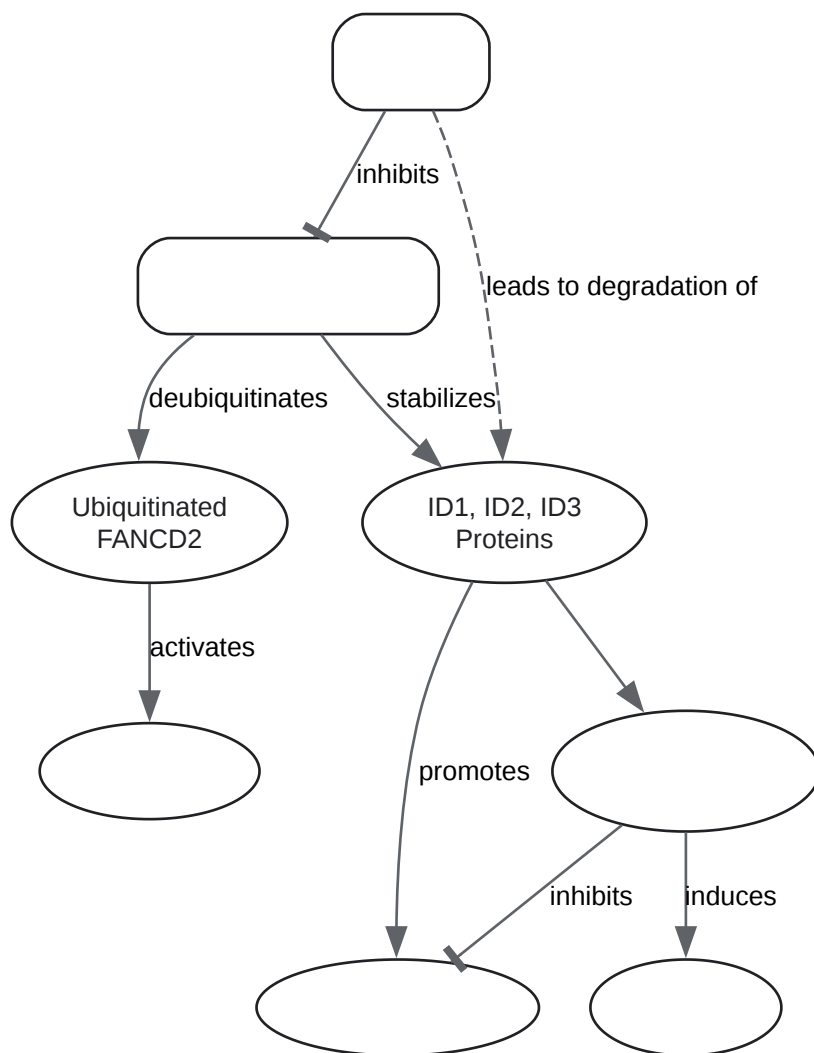 inhibits
leads to degradation of
deubiquitinates
stabilizes
Ubiquitinated
FANCD2
ID1, ID2, ID3
Proteins
activates
promotes
inhibits
induces